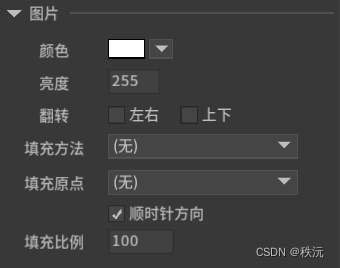 图片
颜色
亮度 255
翻转 左右 上下
填充方法 (无)
填充原点 (无)
顺时针方向
填充比例 100
CSDN @秩沅